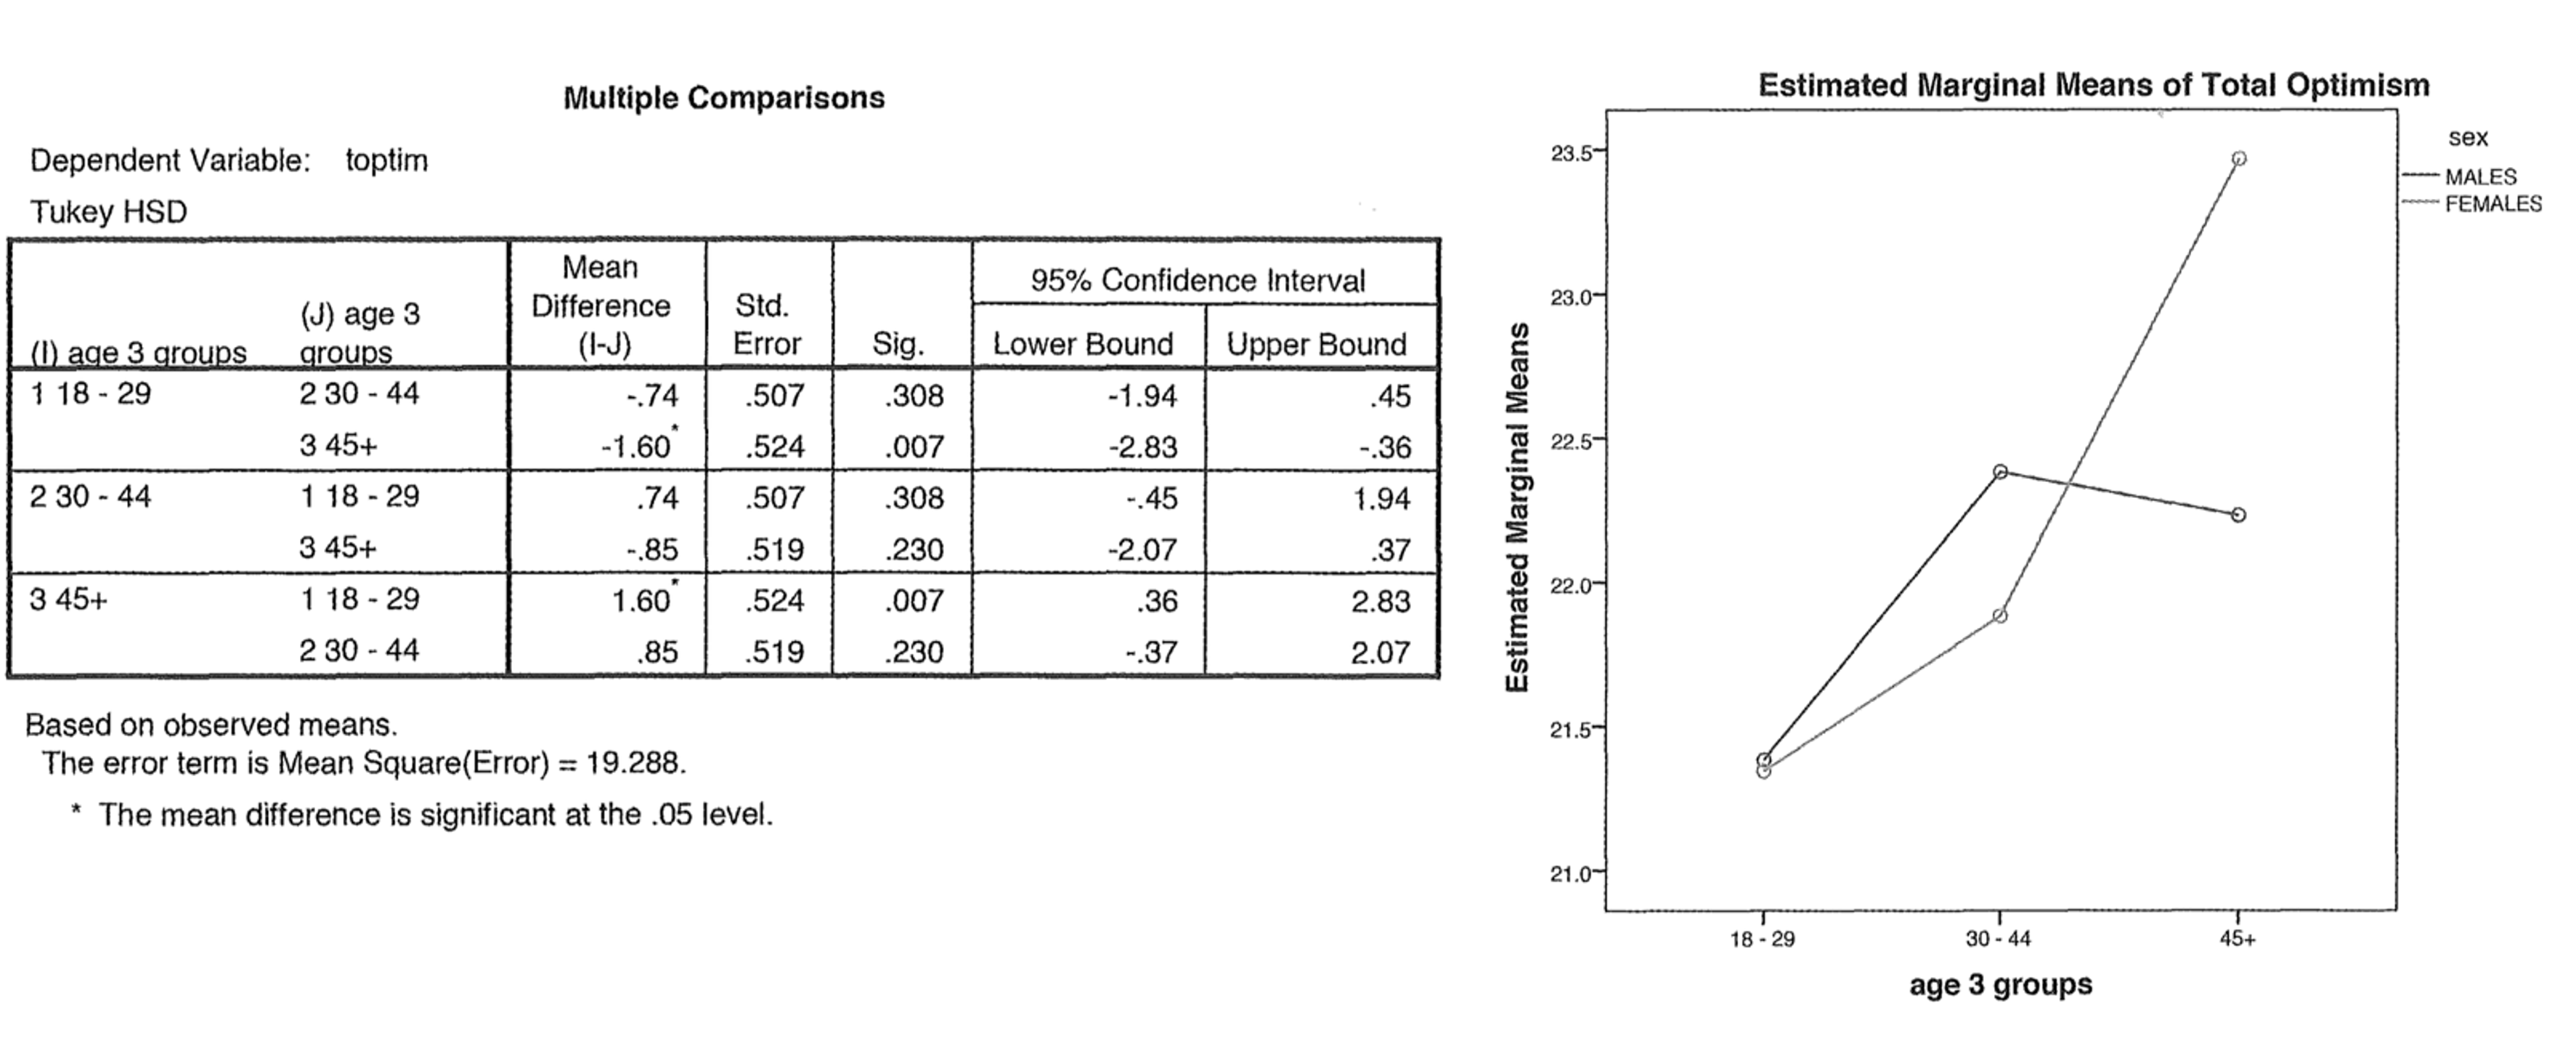 Multiple Comparisons
Dependent Variable: toptim
Tukey HSD
(I) age 3 groups (J) age 3 groups Mean Difference (I-J) Std. Error Sig. 95% Confidence Interval
Lower Bound Upper Bound
1 18 - 29 2 30 - 44 -.74 .507 .308 -1.94 .45
3 45+ -1.60* .524 .007 -2.83 -.36
2 30 - 44 1 18 - 29 .74 .507 .308 -.45 1.94
3 45+ -.85 .519 .230 -2.07 .37
3 45+ 1 18 - 29 1.60* .524 .007 .36 2.83
2 30 - 44 .85 .519 .230 -.37 2.07
Based on observed means.
The error term is Mean Square(Error) = 19.288.
* The mean difference is significant at the .05 level.
Estimated Marginal Means of Total Optimism
sex
MALES
FEMALES
Estimated Marginal Means
23.5
23.0
22.5
22.0
21.5
21.0
18 - 29 30 - 44 45+
age 3 groups